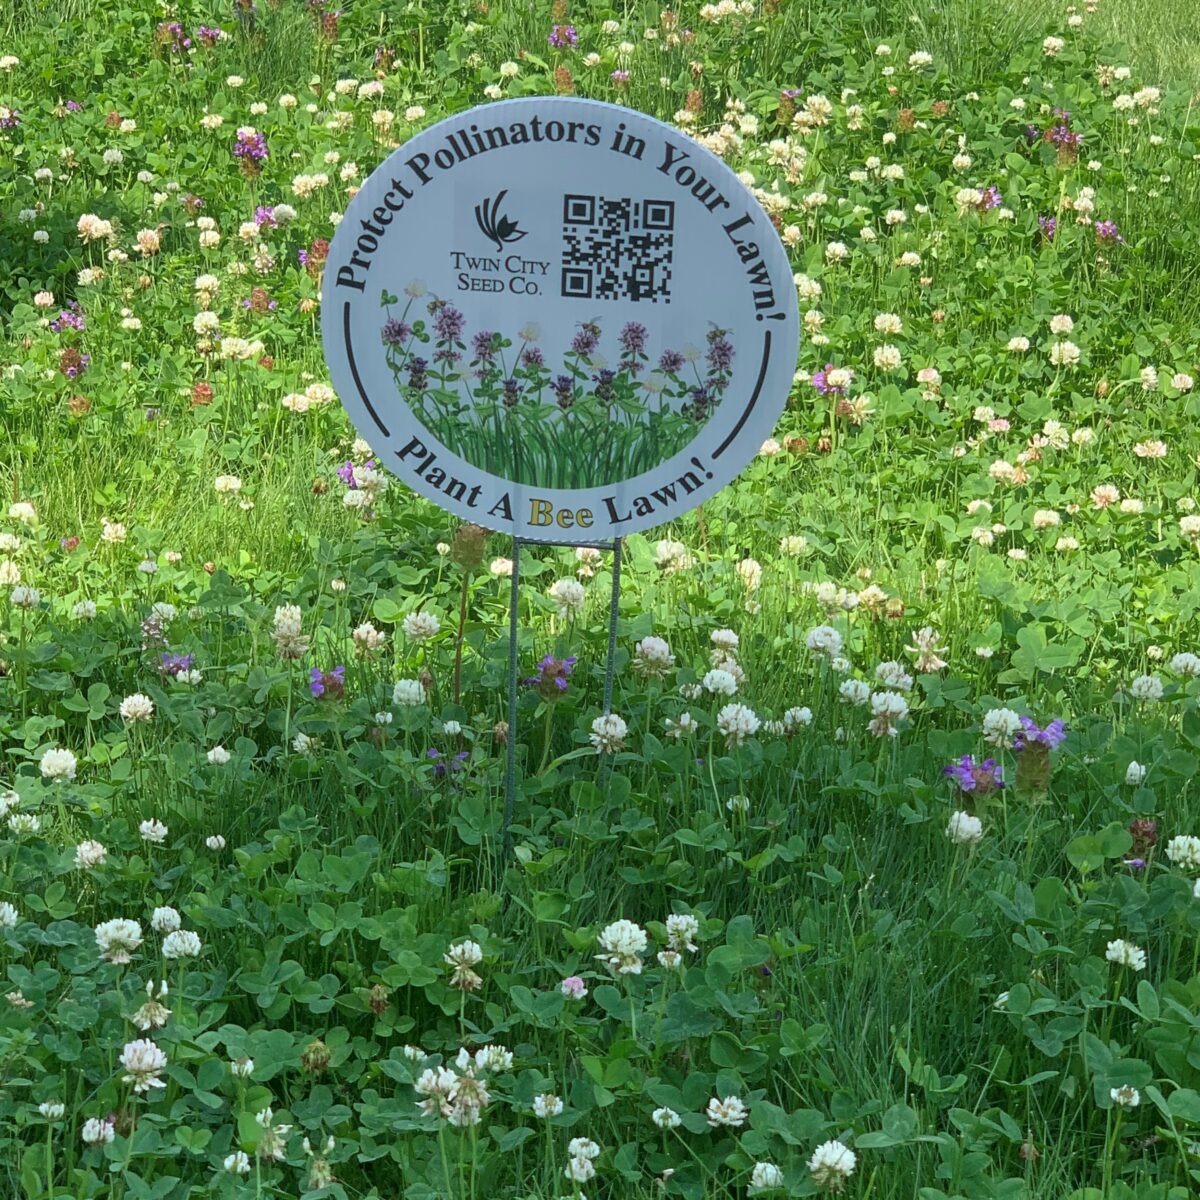 Protect Pollinators in Your Lawn!
TWIN CITY
SEED CO.
Plant A Bee Lawn!